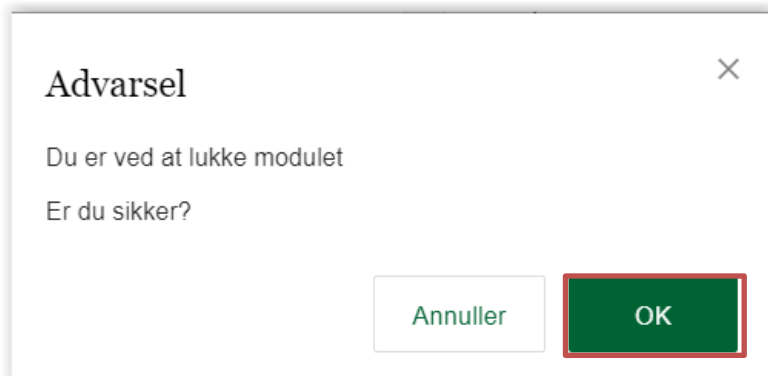 Advarsel
Du er ved at lukke modulet
Er du sikker?
Annuller
OK